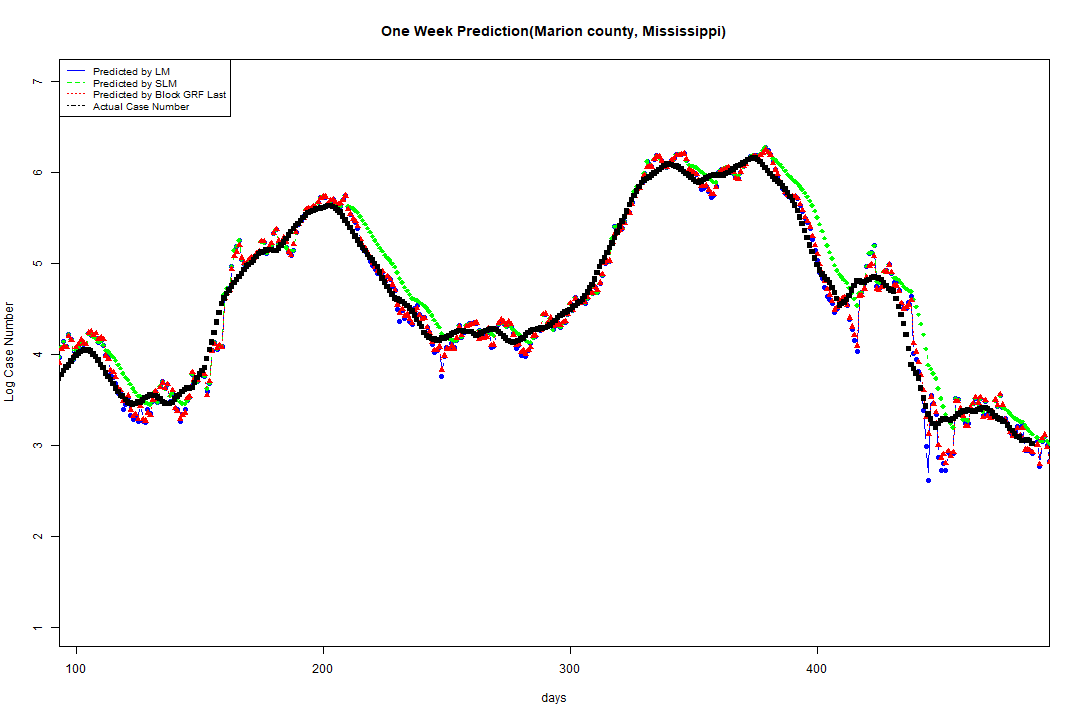 One Week Prediction(Marion county, Mississippi)
Predicted by LM
Predicted by SLM
Predicted by Block GRF Last
Actual Case Number
7
6
5
4
3
2
1
Log Case Number
100 200 300 400
days